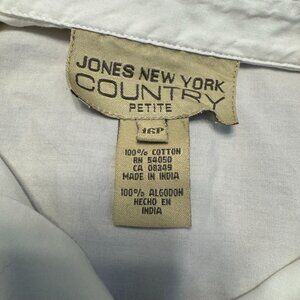 JONES NEW YORK
COUNTRY
PETITE
16P
100% COTTON
RN 54050
CA 08349
MADE IN INDIA
100% ALGODON
HECHO EN
INDIA